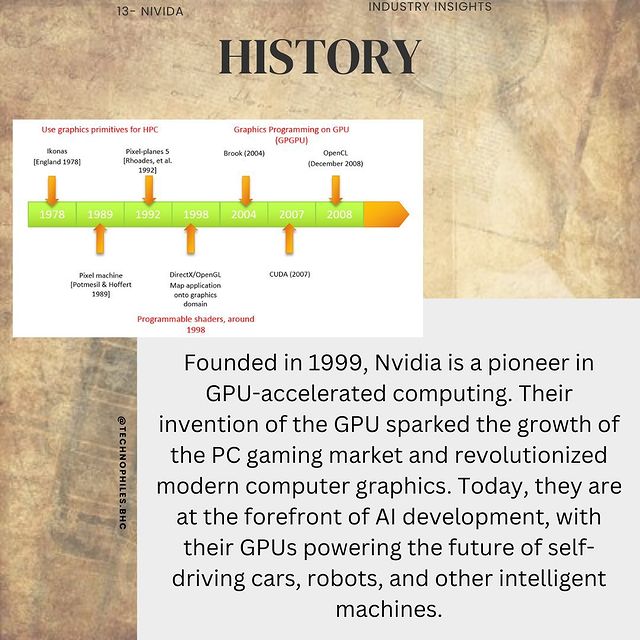 13- NIVIDA
INDUSTRY INSIGHTS
HISTORY
Use graphics primitives for HPC
Graphics Programming on GPU
(GPGPU)
Ikonas
[England 1978]
Pixel-planes 5
[Rhoades, et al.
1992]
Brook (2004)
OpenCL
(December 2008)
1978
1989
1992
1998
2004
2007
2008
Pixel machine
[Potmesil & Hoffert
1989]
DirectX/OpenGL
Map application
onto graphics
domain
CUDA (2007)
Programmable shaders, around
1998
@TECHNOPHILES.BHC
Founded in 1999, Nvidia is a pioneer in
GPU-accelerated computing. Their
invention of the GPU sparked the growth of
the PC gaming market and revolutionized
modern computer graphics. Today, they are
at the forefront of AI development, with
their GPUs powering the future of self-
driving cars, robots, and other intelligent
machines.